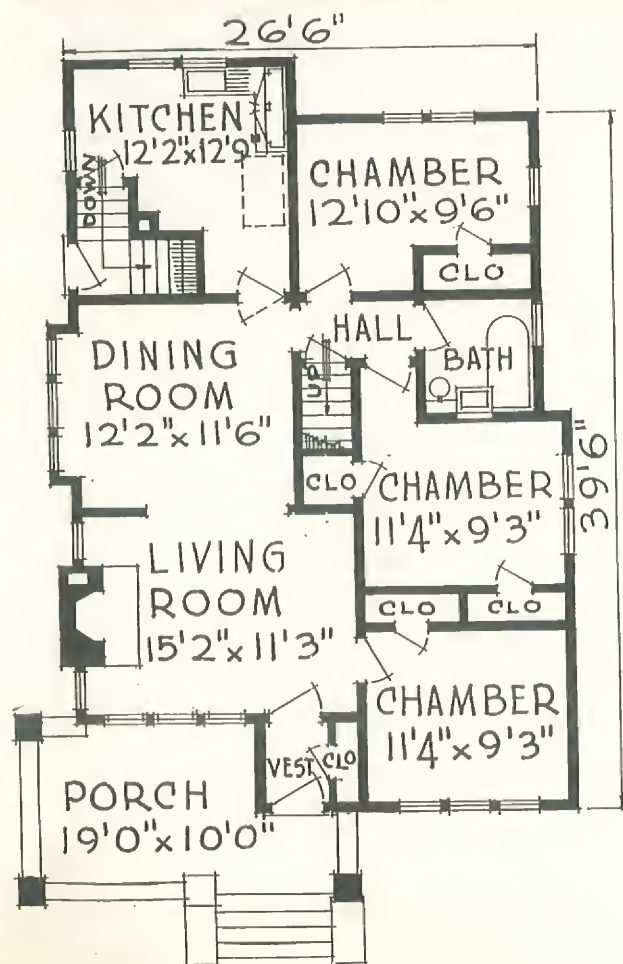 26'6"
KITCHEN
12'2"x12'9"
DOWN
CHAMBER
12'10"x9'6"
CLO
HALL
BATH
DINING
ROOM
12'2"x11'6"
UP
CLO
CHAMBER
11'4"x9'3"
39'6"
LIVING
ROOM
15'2"x11'3"
CLO
CLO
CHAMBER
11'4"x9'3"
VEST
CLO
PORCH
19'0"x10'0"